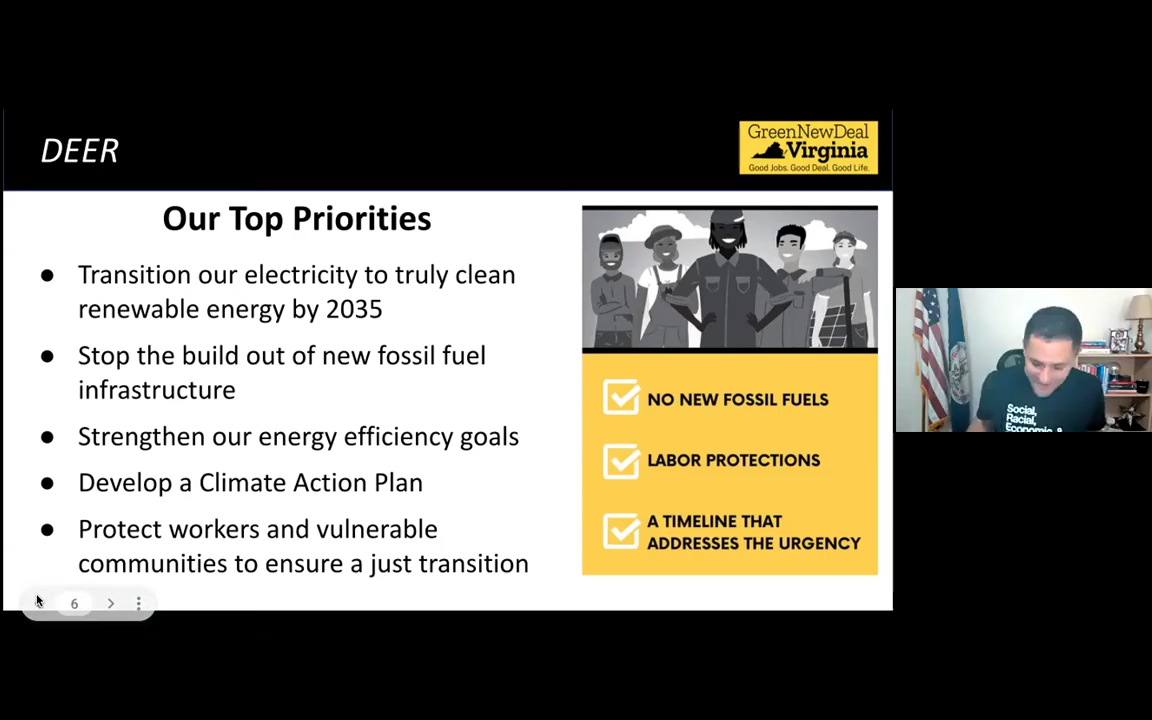 DEER
GreenNewDeal
Virginia
Good Jobs. Good Deal. Good Life.
Our Top Priorities
● Transition our electricity to truly clean
renewable energy by 2035
● Stop the build out of new fossil fuel
infrastructure
● Strengthen our energy efficiency goals
● Develop a Climate Action Plan
● Protect workers and vulnerable
communities to ensure a just transition
NO NEW FOSSIL FUELS
LABOR PROTECTIONS
A TIMELINE THAT
ADDRESSES THE URGENCY
6
Social,
Racial,
Economic &